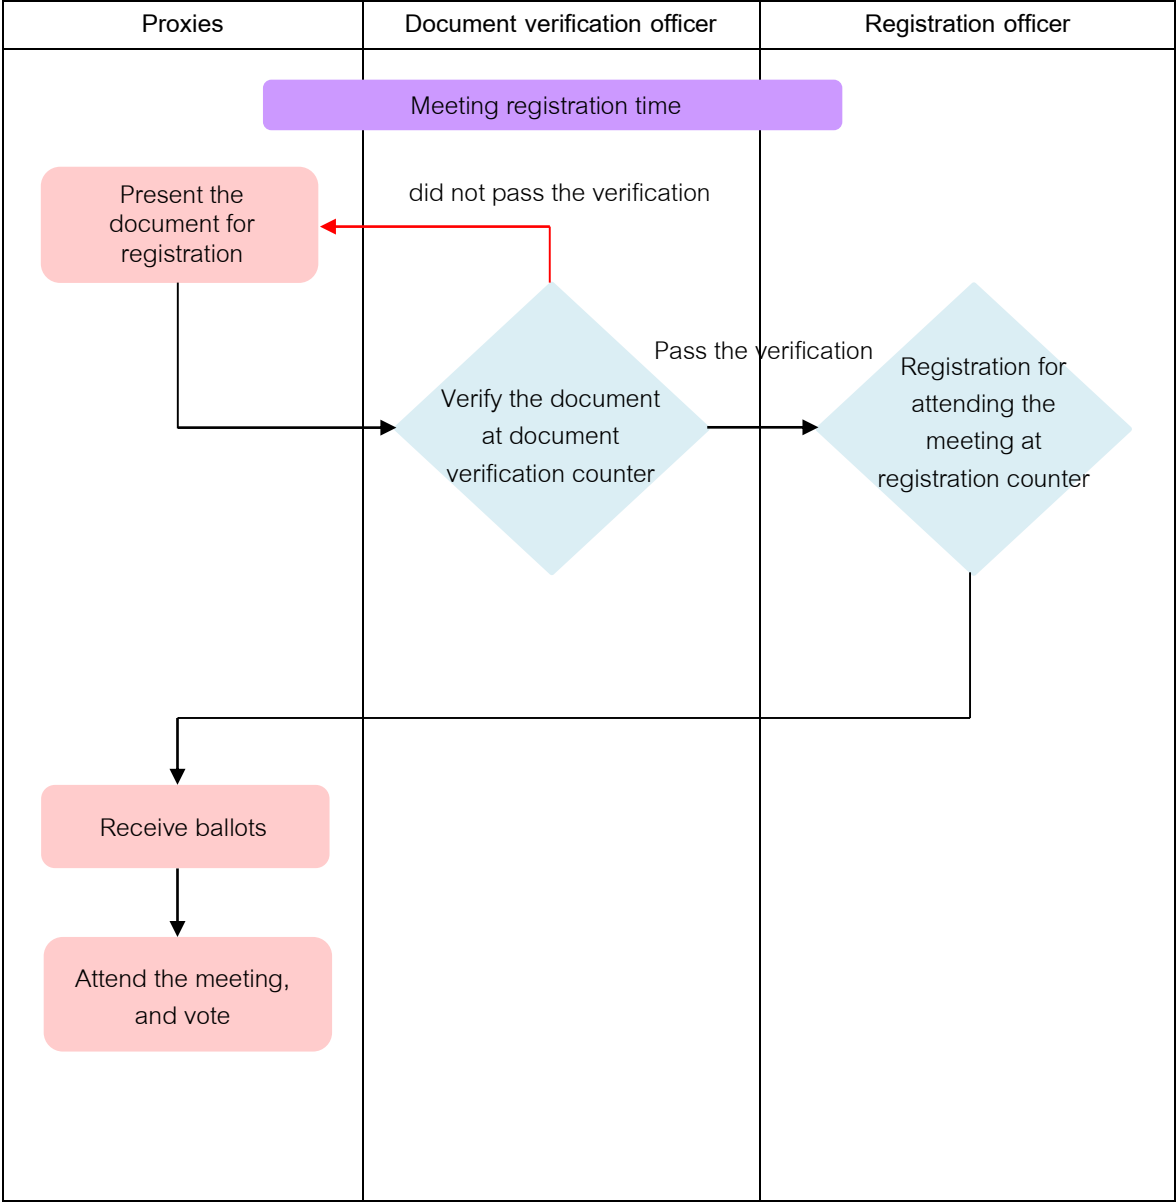 Proxies
Document verification officer
Registration officer
Meeting registration time
Present the
document for
registration
did not pass the verification
Pass the verification
Verify the document
at document
verification counter
Registration for
attending the
meeting at
registration counter
Receive ballots
Attend the meeting,
and vote